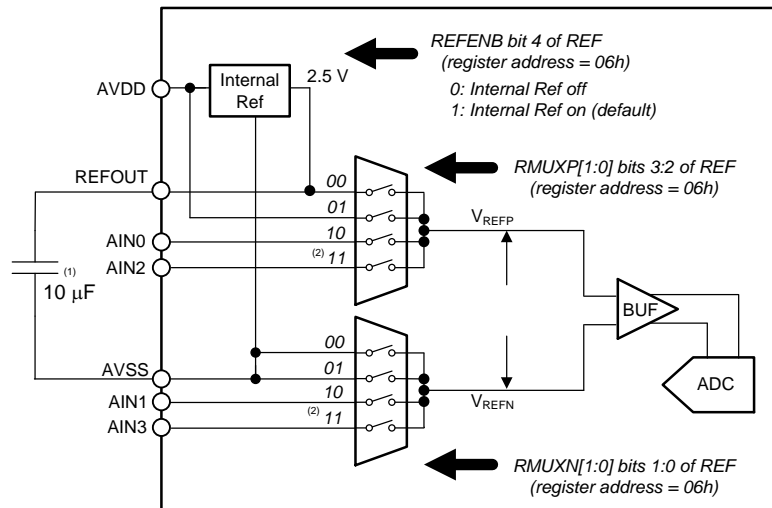 REFENB bit 4 of REF
(register address = 06h)
0: Internal Ref off
1: Internal Ref on (default)
AVDD
Internal
Ref
2.5 V
REFOUT
00
RMUXP[1:0] bits 3:2 of REF
(register address = 06h)
01
VREFP
AIN0
10
AIN2
(2) 11
(1)
10 μF
BUF
00
AVSS
01
ADC
AIN1
10
VREFN
AIN3
(2) 11
RMUXN[1:0] bits 1:0 of REF
(register address = 06h)